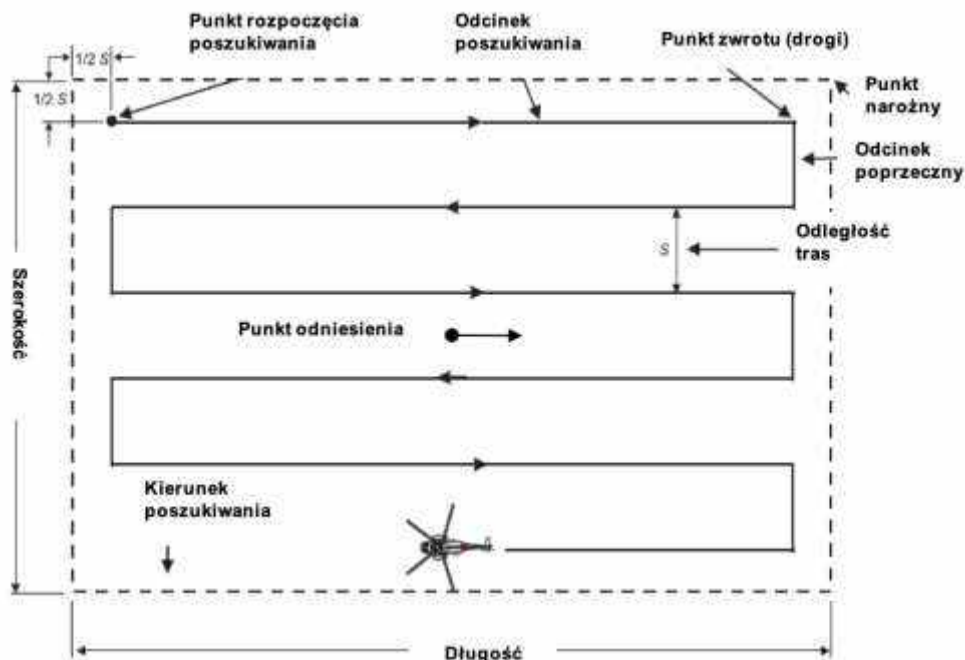 Punkt rozpoczęcia
poszukiwania
Odcinek
poszukiwania
Punkt zwrotu (drogi)
1/2 S
1/2 S
Punkt
narożny
Odcinek
poprzeczny
Odległość
tras
S
Szerokość
Punkt odniesienia
Kierunek
poszukiwania
Długość